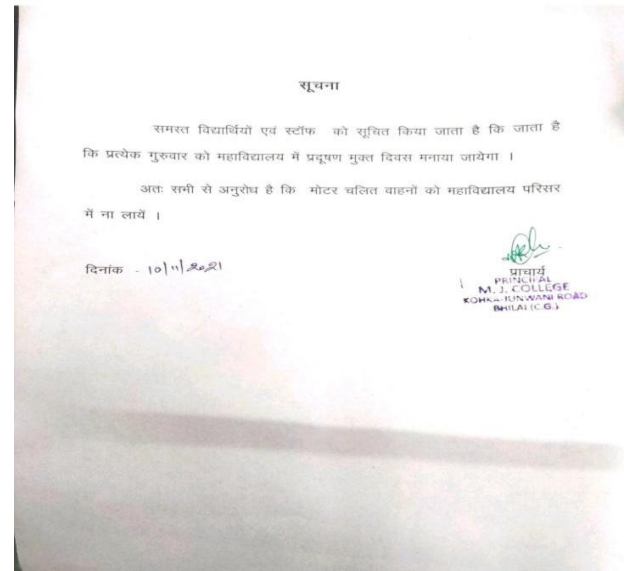 सूचना
समस्त विद्यार्थियों एवं स्टॉफ को सूचित किया जाता है कि जाता है
कि प्रत्येक गुरुवार को महाविद्यालय में प्रदूषण मुक्त दिवस मनाया जायेगा ।
अतः सभी से अनुरोध है कि मोटर चलित वाहनों को महाविद्यालय परिसर
में ना लायें ।
दिनांक - 10/11/2021
प्राचार्य
PRINCIPAL
M. J. COLLEGE
KOHKA-JUNWANI ROAD
BHILAI (C.G.)